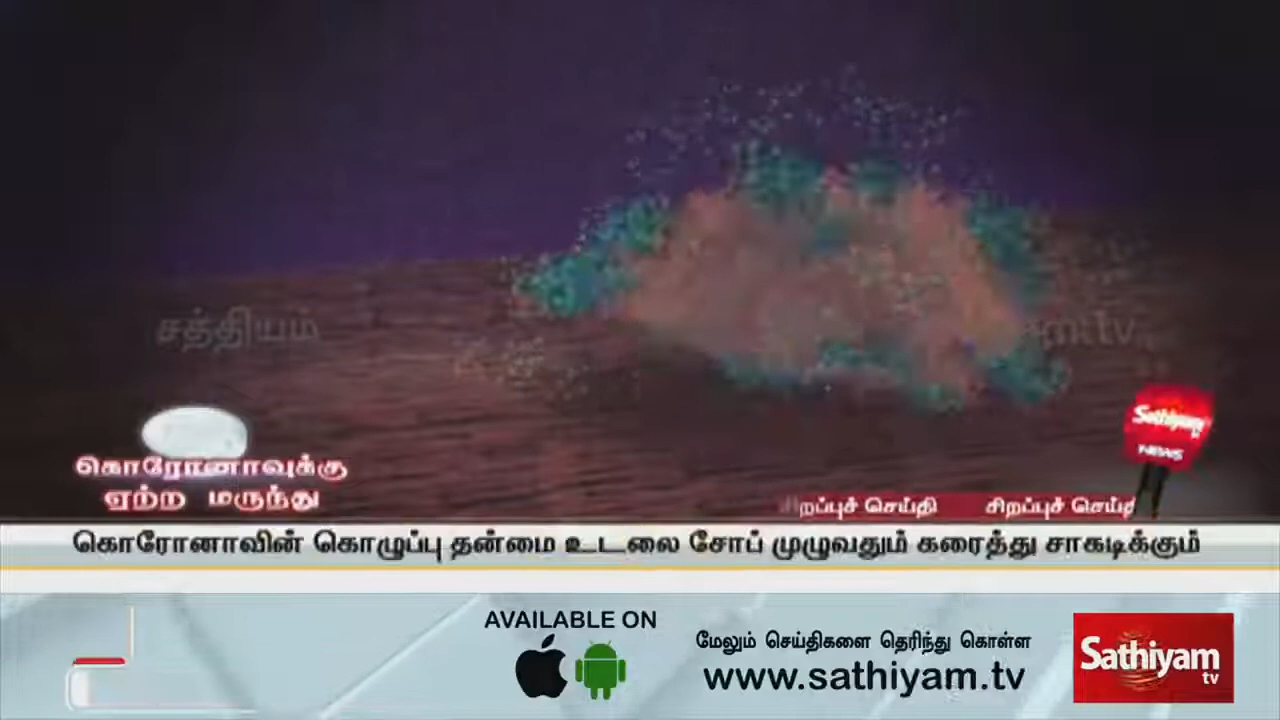 சத்தியம்
கொரோனாவுக்கு
ஏற்ற மருந்து
Sathiyam
tv
NEWS
சிறப்புச் செய்தி
கொரோனாவின் கொழுப்பு தன்மை உடலை சோப் முழுவதும் கரைத்து சாகடிக்கும்
AVAILABLE ON
மேலும் செய்திகளை தெரிந்து கொள்ள
www.sathiyam.tv
Sathiyam
tv